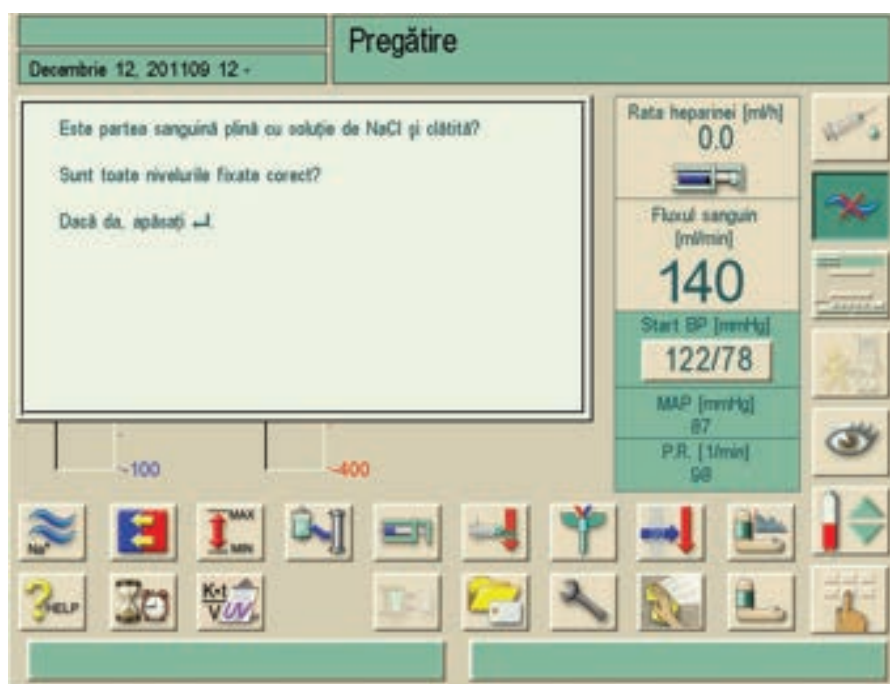 Pregătire
Decembrie 12, 201109 12 -
Este partea sanguină plină cu soluție de NaCl și clătită?
Sunt toate nivelurile fixate corect?
Dacă da, apăsați ↵.
Rata heparinei [ml/h]
0.0
Fluxul sanguin
[ml/min]
140
Start BP [mmHg]
122/78
MAP [mmHg]
87
P.R. [1/min]
98
-100
-400
Na+
MAX
MIN
HELP
K•t
V
UV